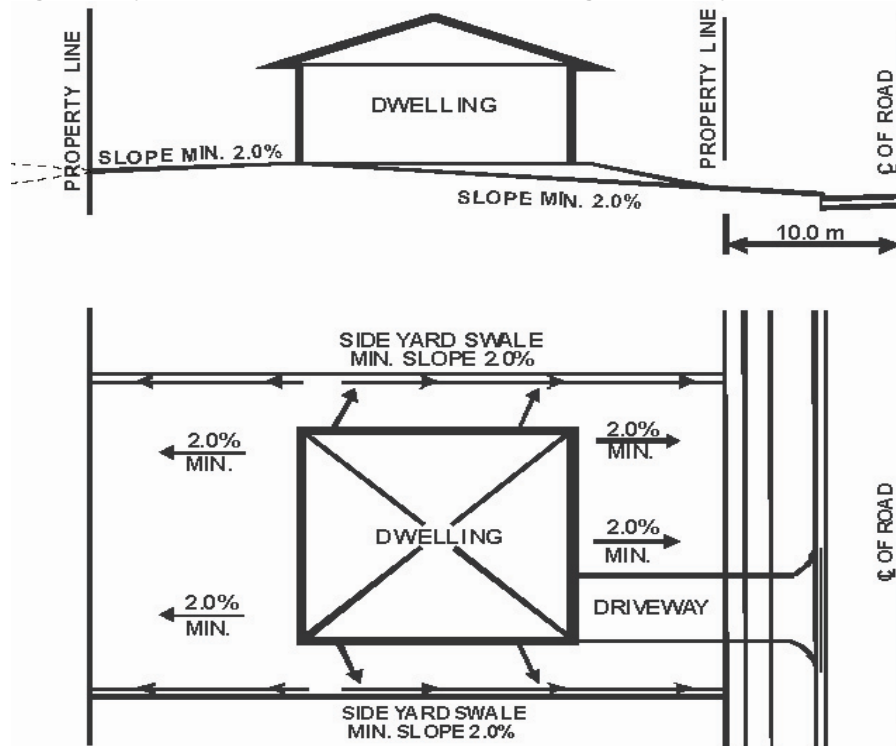 PROPERTY LINE
DWELLING
PROPERTY LINE
℄ OF ROAD
SLOPE MIN. 2.0%
SLOPE MIN. 2.0%
10.0 m
SIDE YARD SWALE
MIN. SLOPE 2.0%
2.0%
MIN.
2.0%
MIN.
DWELLING
2.0%
MIN.
℄ OF ROAD
2.0%
MIN.
DRIVEWAY
SIDE YARD SWALE
MIN. SLOPE 2.0%